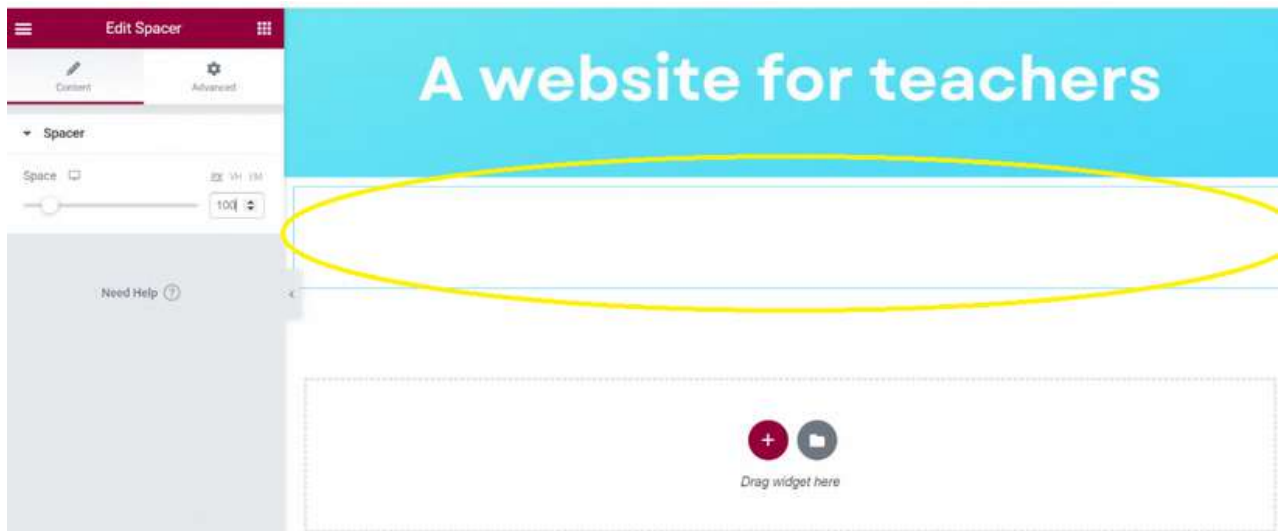 Edit Spacer
Content
Advanced
Spacer
Space
PX VH EM
100
Need Help
A website for teachers
Drag widget here